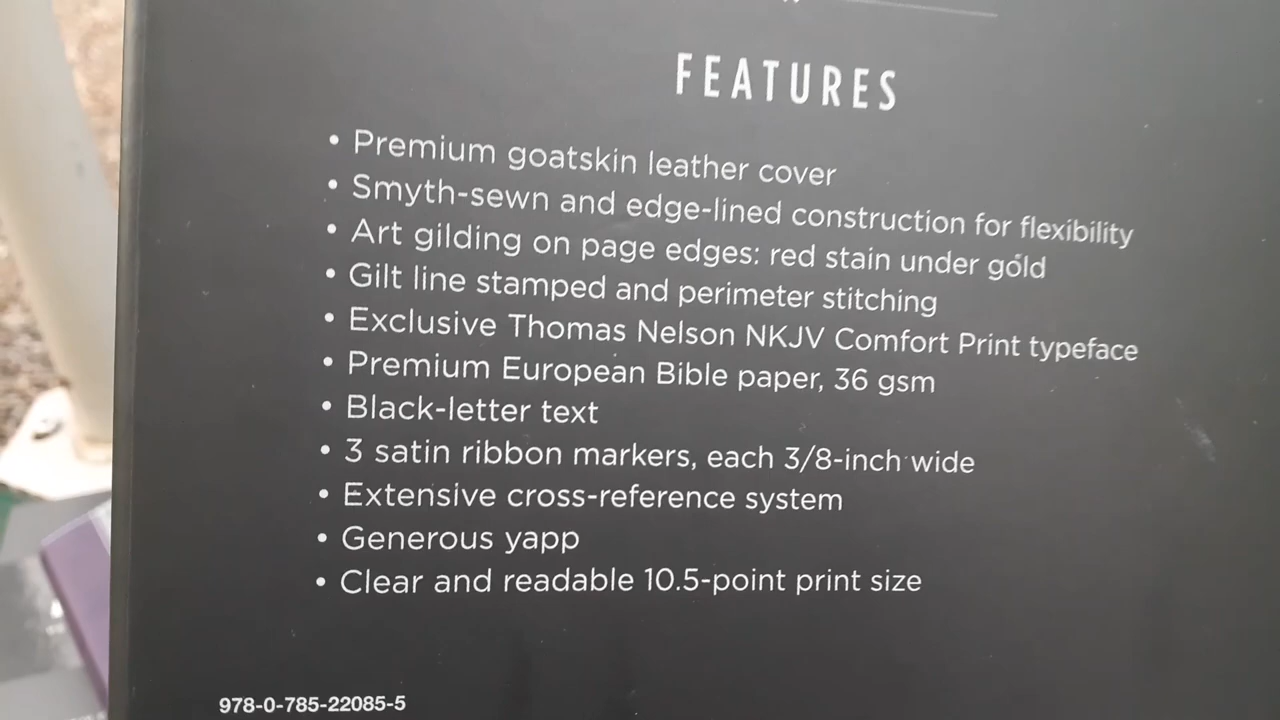 FEATURES
• Premium goatskin leather cover
• Smyth-sewn and edge-lined construction for flexibility
• Art gilding on page edges: red stain under gold
• Gilt line stamped and perimeter stitching
• Exclusive Thomas Nelson NKJV Comfort Print typeface
• Premium European Bible paper, 36 gsm
• Black-letter text
• 3 satin ribbon markers, each 3/8-inch wide
• Extensive cross-reference system
• Generous yapp
• Clear and readable 10.5-point print size
978-0-785-22085-5